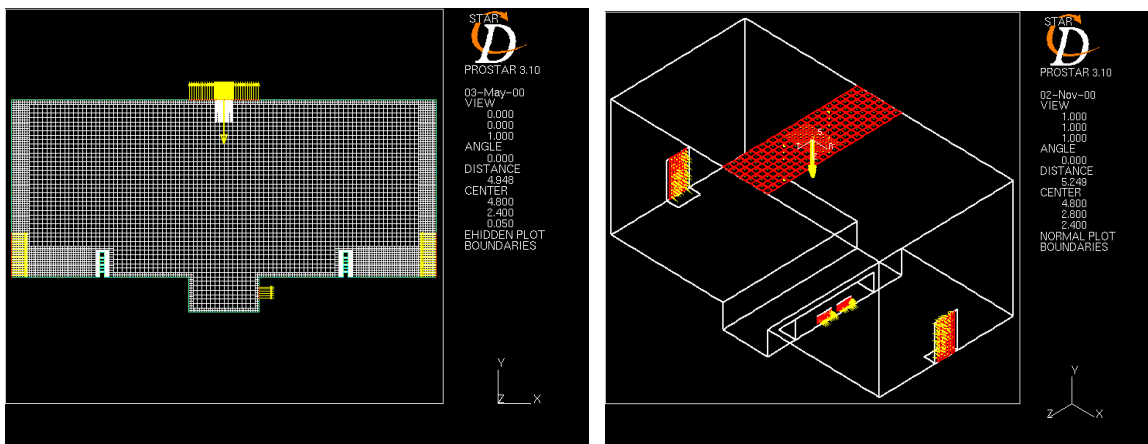 STAR
CD
PROSTAR 3.10
03-May-00
VIEW
0.000
0.000
1.000
ANGLE
0.000
DISTANCE
4.948
CENTER
4.800
2.400
0.050
EHIDDEN PLOT
BOUNDARIES
Y
Z X
STAR
CD
PROSTAR 3.10
02-Nov-00
VIEW
1.000
1.000
1.000
ANGLE
0.000
DISTANCE
5.249
CENTER
4.800
2.800
2.400
NORMAL PLOT
BOUNDARIES
Y
Z X